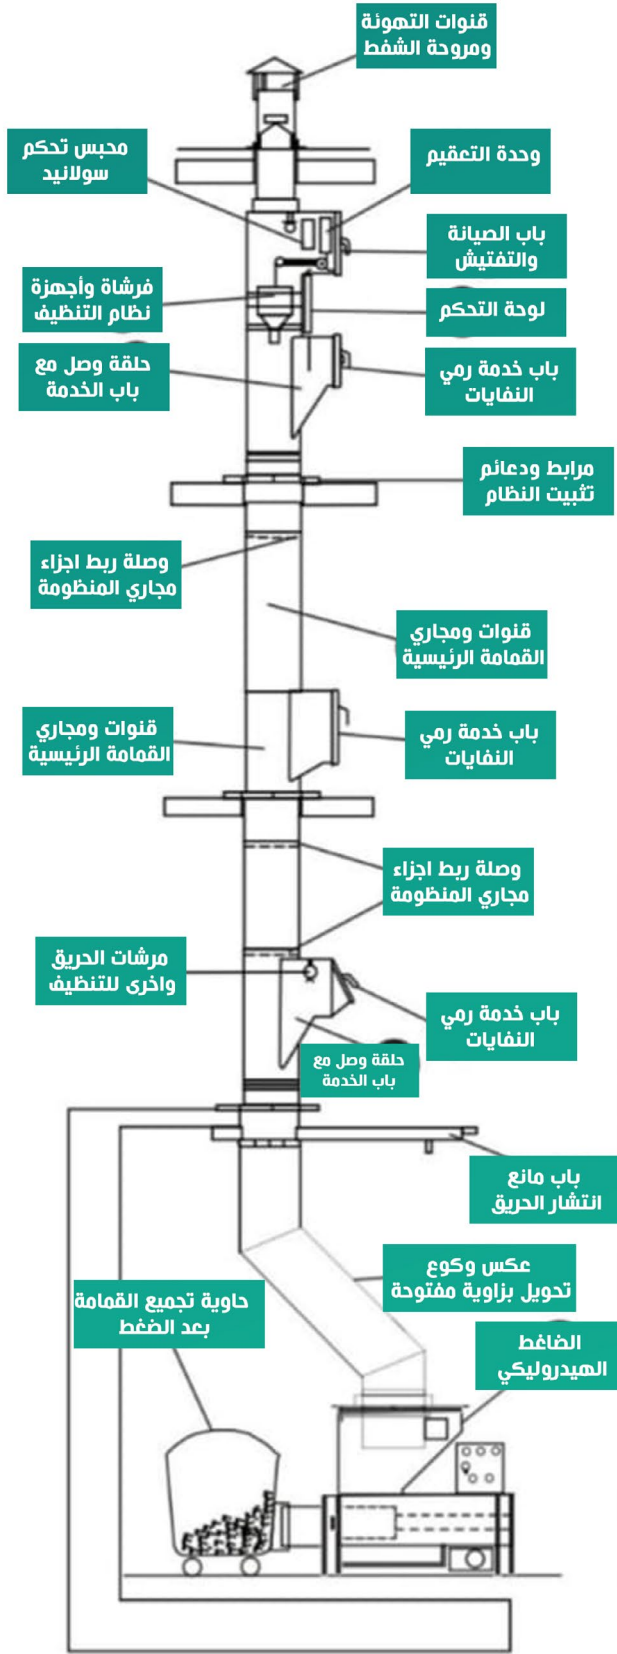 قنوات التهوئة
ومروحة الشفط
محبس تحكم
سولانيد
وحدة التعقيم
باب الصيانة
والتفتيش
فرشاة وأجهزة
نظام التنظيف
لوحة التحكم
حلقة وصل مع
باب الخدمة
باب خدمة رمي
النفايات
مرابط ودعائم
تثبيت النظام
وصلة ربط اجزاء
مجاري المنظومة
قنوات ومجاري
القمامة الرئيسية
قنوات ومجاري
القمامة الرئيسية
باب خدمة رمي
النفايات
وصلة ربط اجزاء
مجاري المنظومة
مرشات الحريق
واخرى للتنظيف
باب خدمة رمي
النفايات
حلقة وصل مع
باب الخدمة
باب مانع
انتشار الحريق
عكس وكوع
تحويل بزاوية مفتوحة
حاوية تجميع القمامة
بعد الضغط
الضاغط
الهيدروليكي